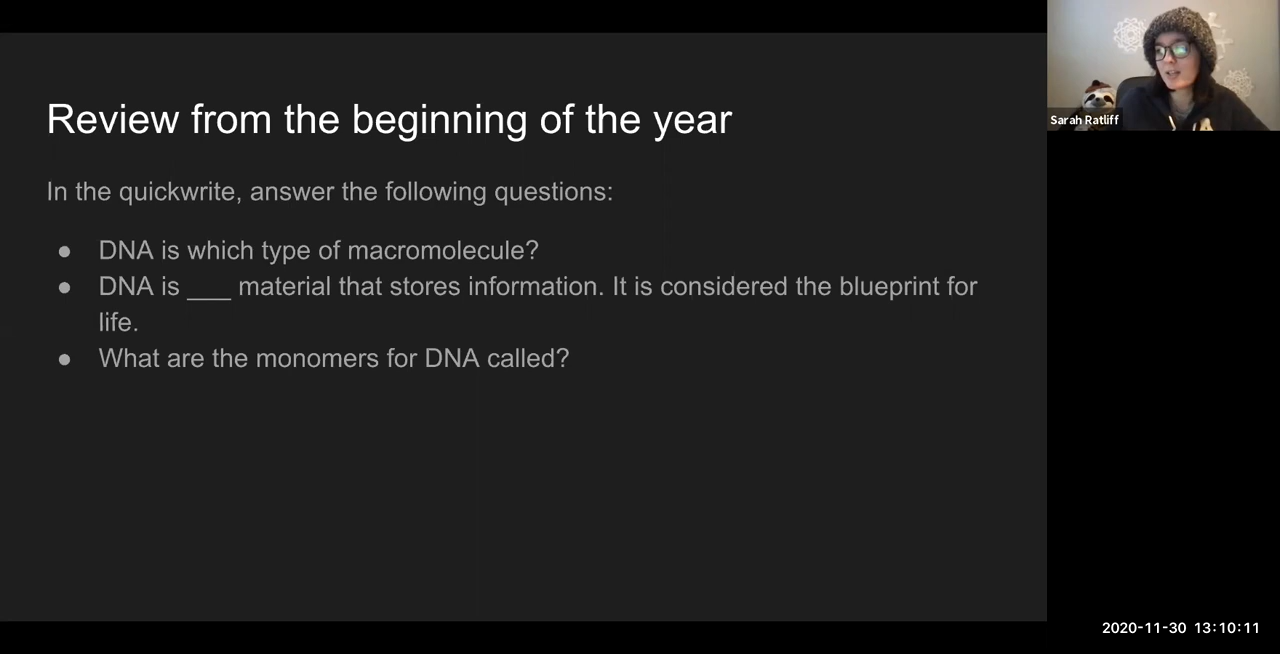 Review from the beginning of the year
In the quickwrite, answer the following questions:
● DNA is which type of macromolecule?
● DNA is ___ material that stores information. It is considered the blueprint for
life.
● What are the monomers for DNA called?
Sarah Ratliff
2020-11-30 13:10:11